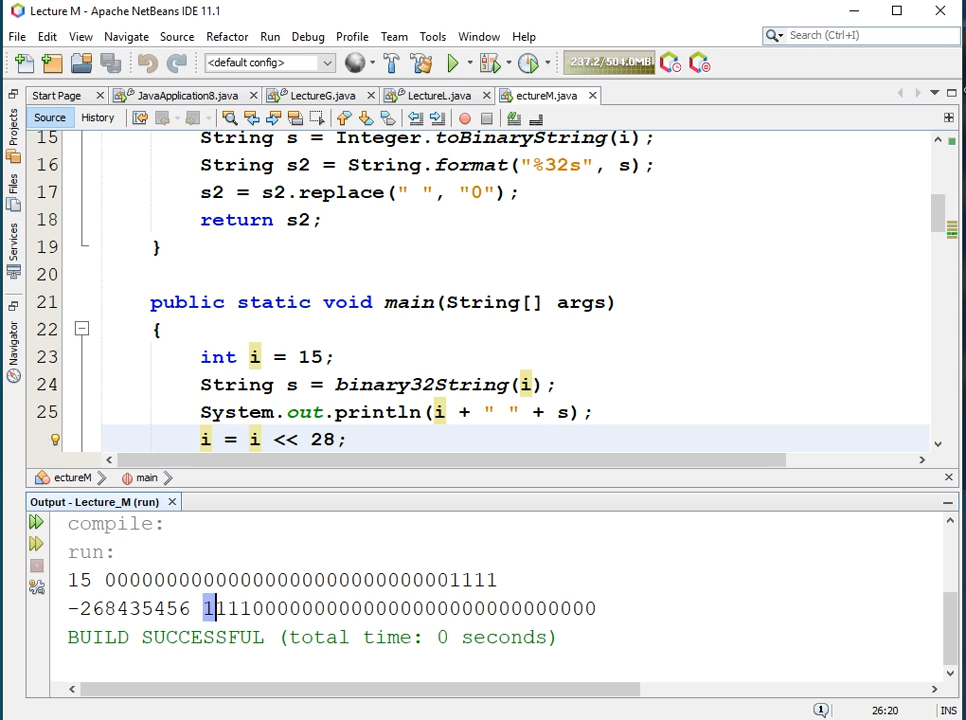 Lecture M - Apache NetBeans IDE 11.1
File Edit View Navigate Source Refactor Run Debug Profile Team Tools Window Help
Search (Ctrl+I)
<default config>
237.2/504.0MB
Start Page JavaApplication8.java LectureG.java LectureL.java ectureM.java
Source History
Projects
Files
Services
Navigator
15 String s = Integer.toBinaryString(i);
16 String s2 = String.format("%32s", s);
17 s2 = s2.replace(" ", "0");
18 return s2;
19 }
20
21 public static void main(String[] args)
22 {
23 int i = 15;
24 String s = binary32String(i);
25 System.out.println(i + " " + s);
i = i << 28;
ectureM main
Output - Lecture_M (run)
compile:
run:
15 00000000000000000000000000001111
-268435456 11110000000000000000000000000000
BUILD SUCCESSFUL (total time: 0 seconds)
1 26:20 INS